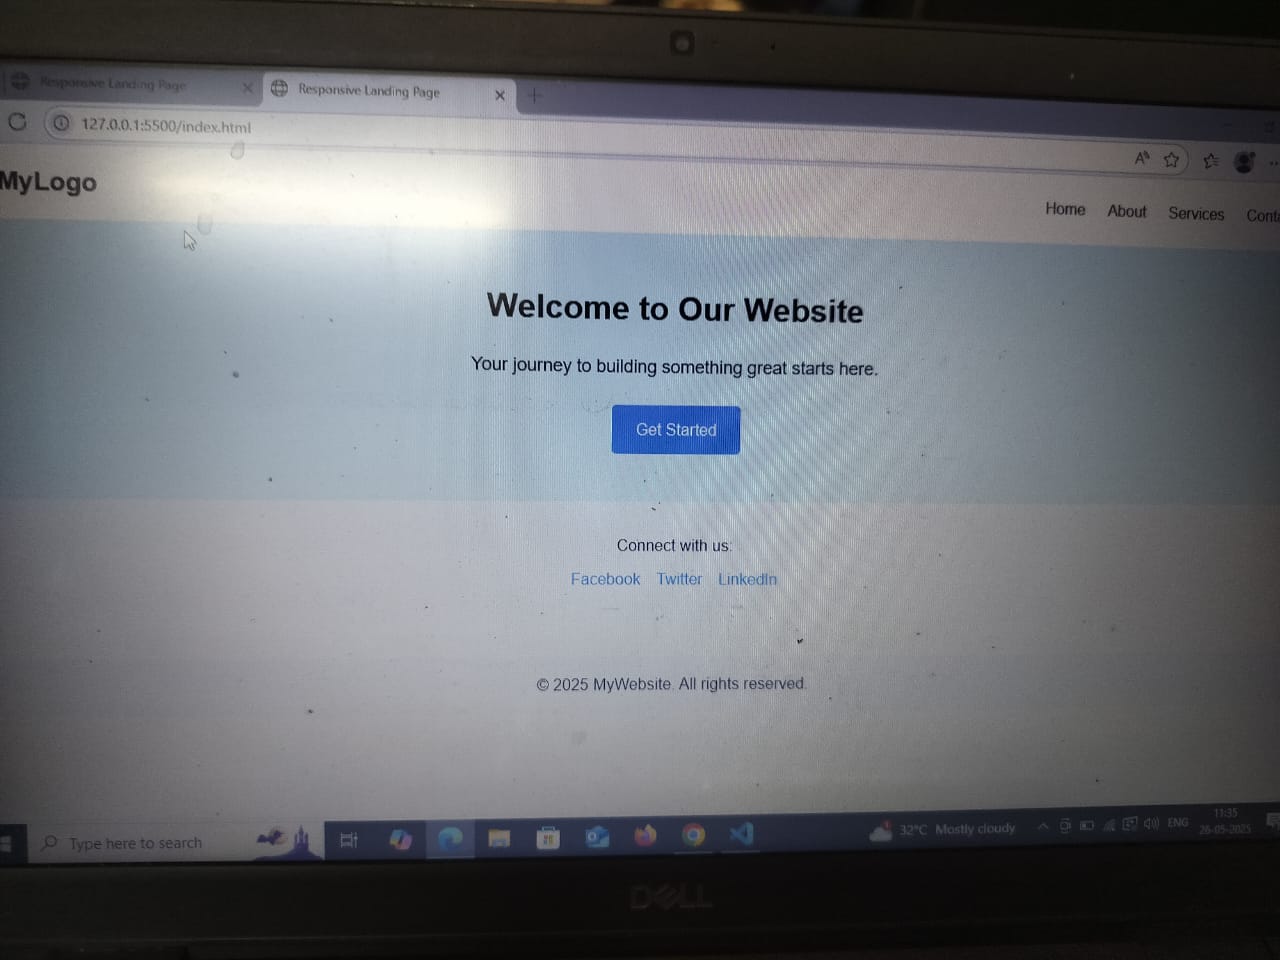 Responsive Landing Page
Responsive Landing Page
127.0.0.1:5500/index.html
MyLogo
Home About Services Cont
Welcome to Our Website
Your journey to building something great starts here.
Get Started
Connect with us:
Facebook Twitter LinkedIn
© 2025 MyWebsite. All rights reserved.
Type here to search
32°C Mostly cloudy
ENG
11:35
26-05-2025
DELL